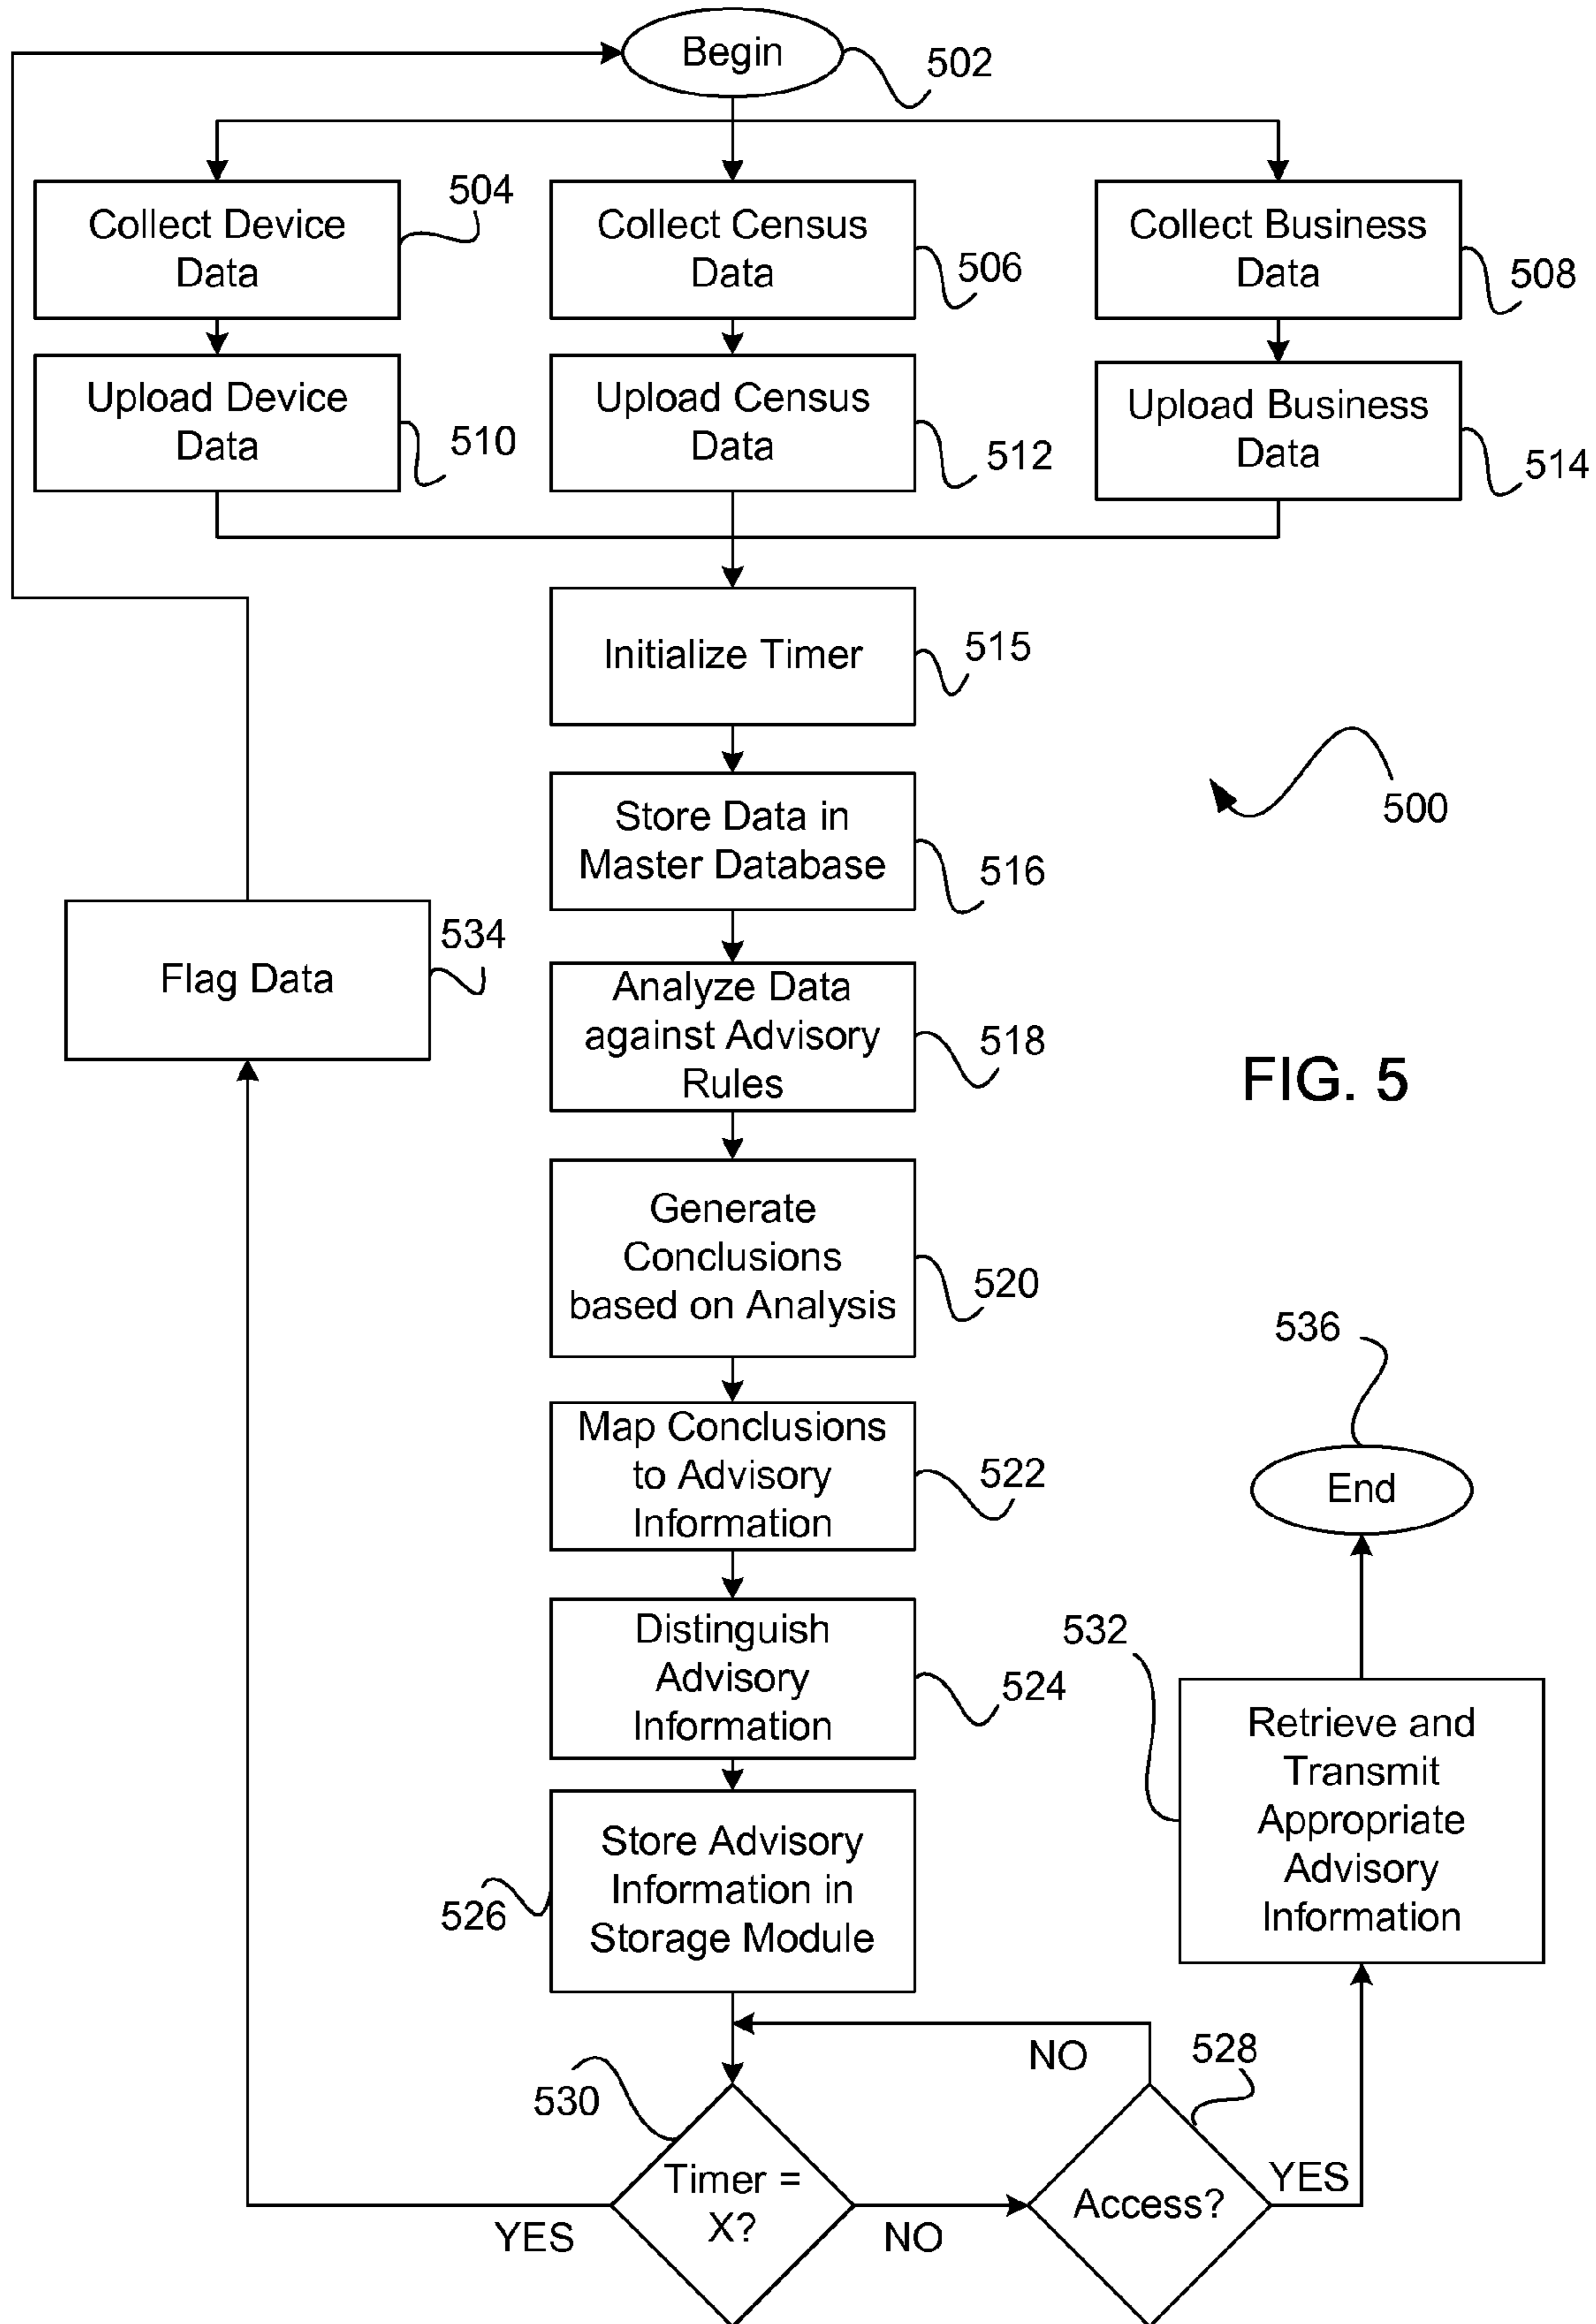 Begin
502
Collect Device
Data
504
Collect Census
Data
506
Collect Business
Data
508
Upload Device
Data
510
Upload Census
Data
512
Upload Business
Data
514
Initialize Timer
515
Store Data in
Master Database
516
500
Flag Data
534
Analyze Data
against Advisory
Rules
518
FIG. 5
Generate
Conclusions
based on Analysis
520
Map Conclusions
to Advisory
Information
522
536
End
Distinguish
Advisory
Information
524
532
Retrieve and
Transmit
Appropriate
Advisory
Information
Store Advisory
Information in
Storage Module
526
NO
528
530
Timer =
X?
YES
NO
Access?
YES